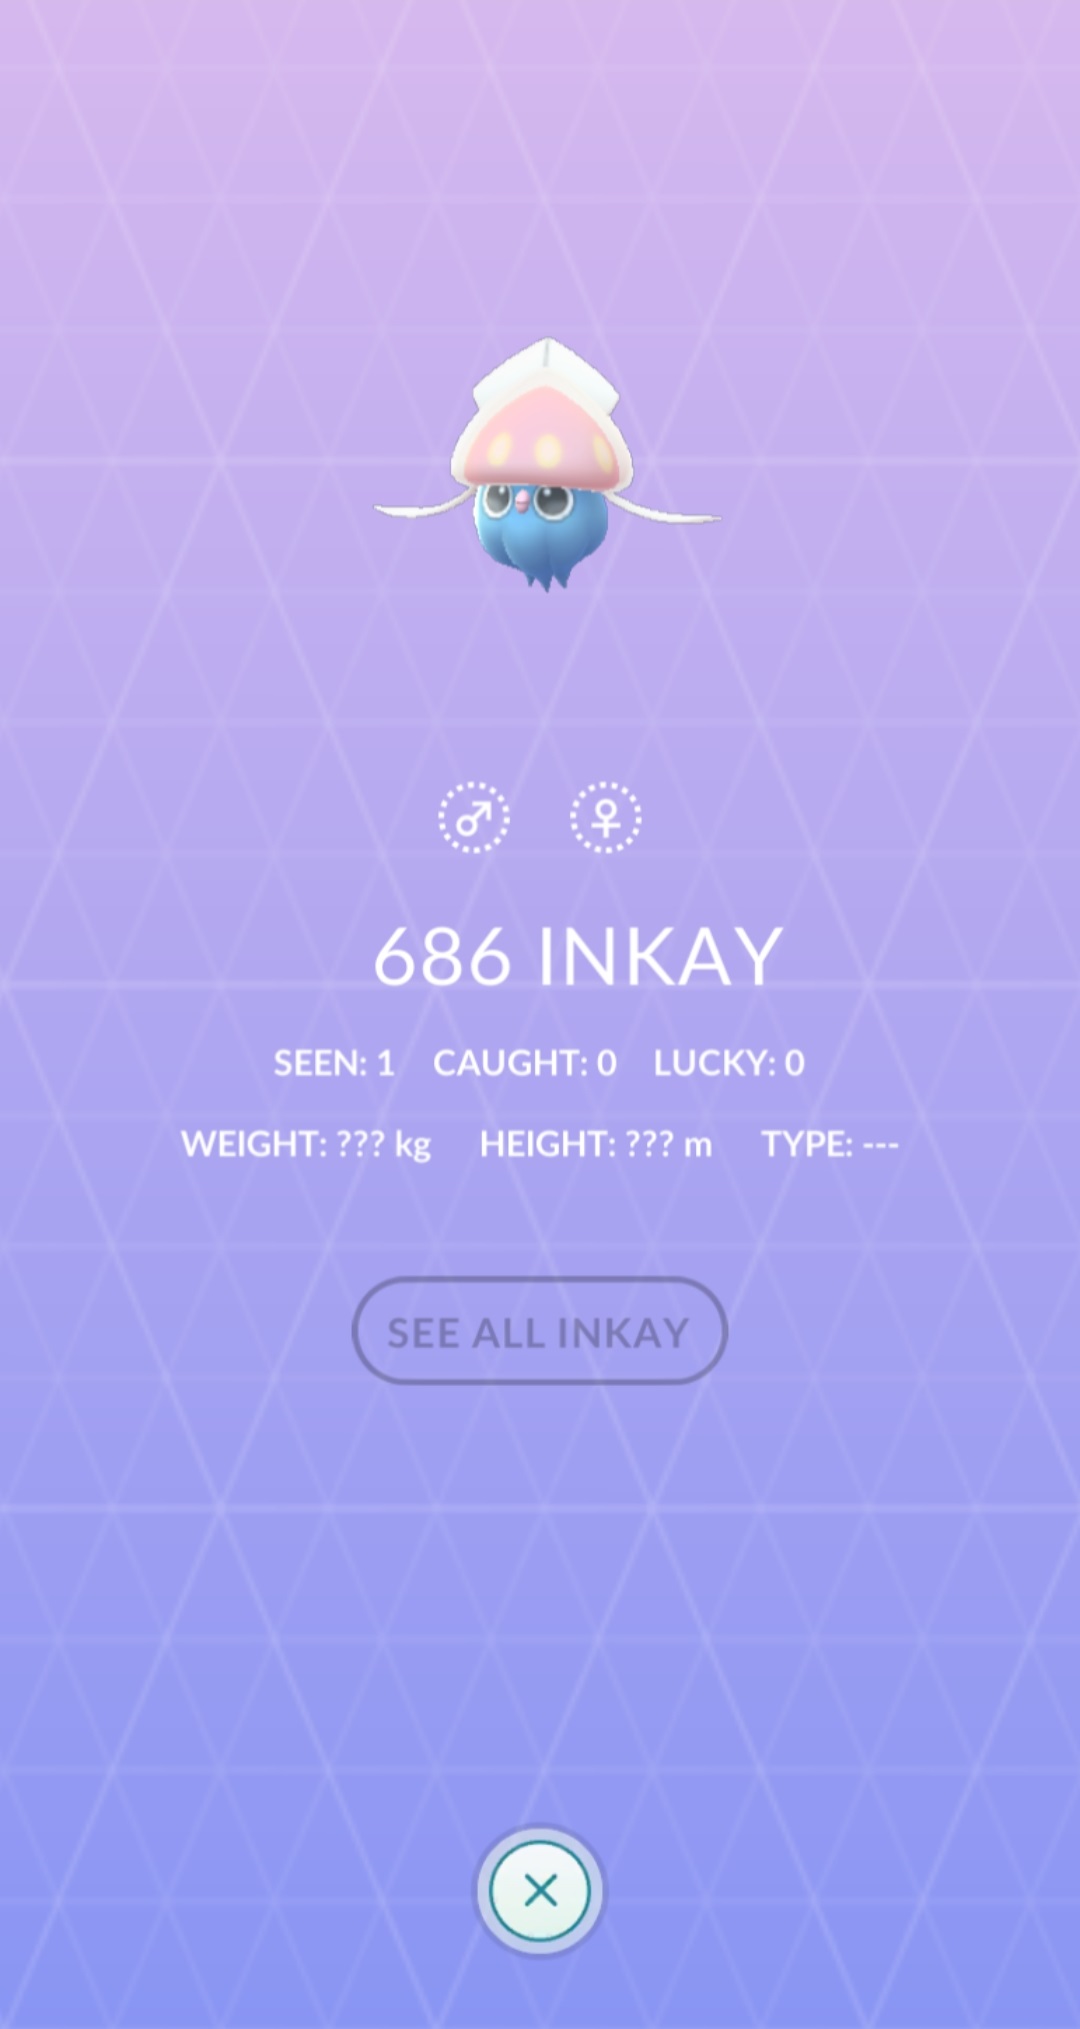 686 INKAY
SEEN: 1 CAUGHT: 0 LUCKY: 0
WEIGHT: ??? kg HEIGHT: ??? m TYPE: ---
SEE ALL INKAY